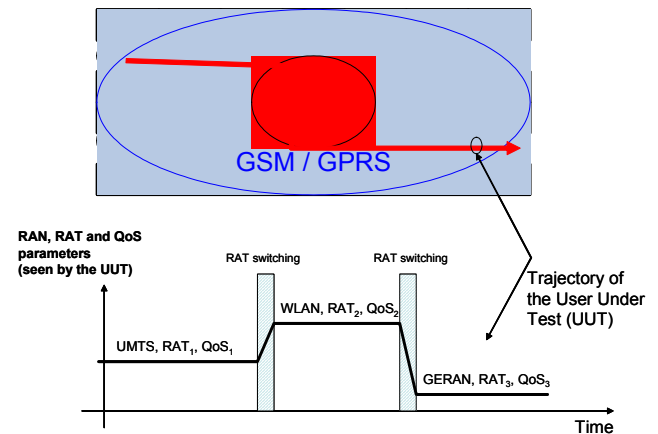 GSM / GPRS
RAN, RAT and QoS
parameters
(seen by the UUT)
RAT switching
RAT switching
Trajectory of
the User Under
Test (UUT)
WLAN, RAT2, QoS2
UMTS, RAT1, QoS1
GERAN, RAT3, QoS3
Time